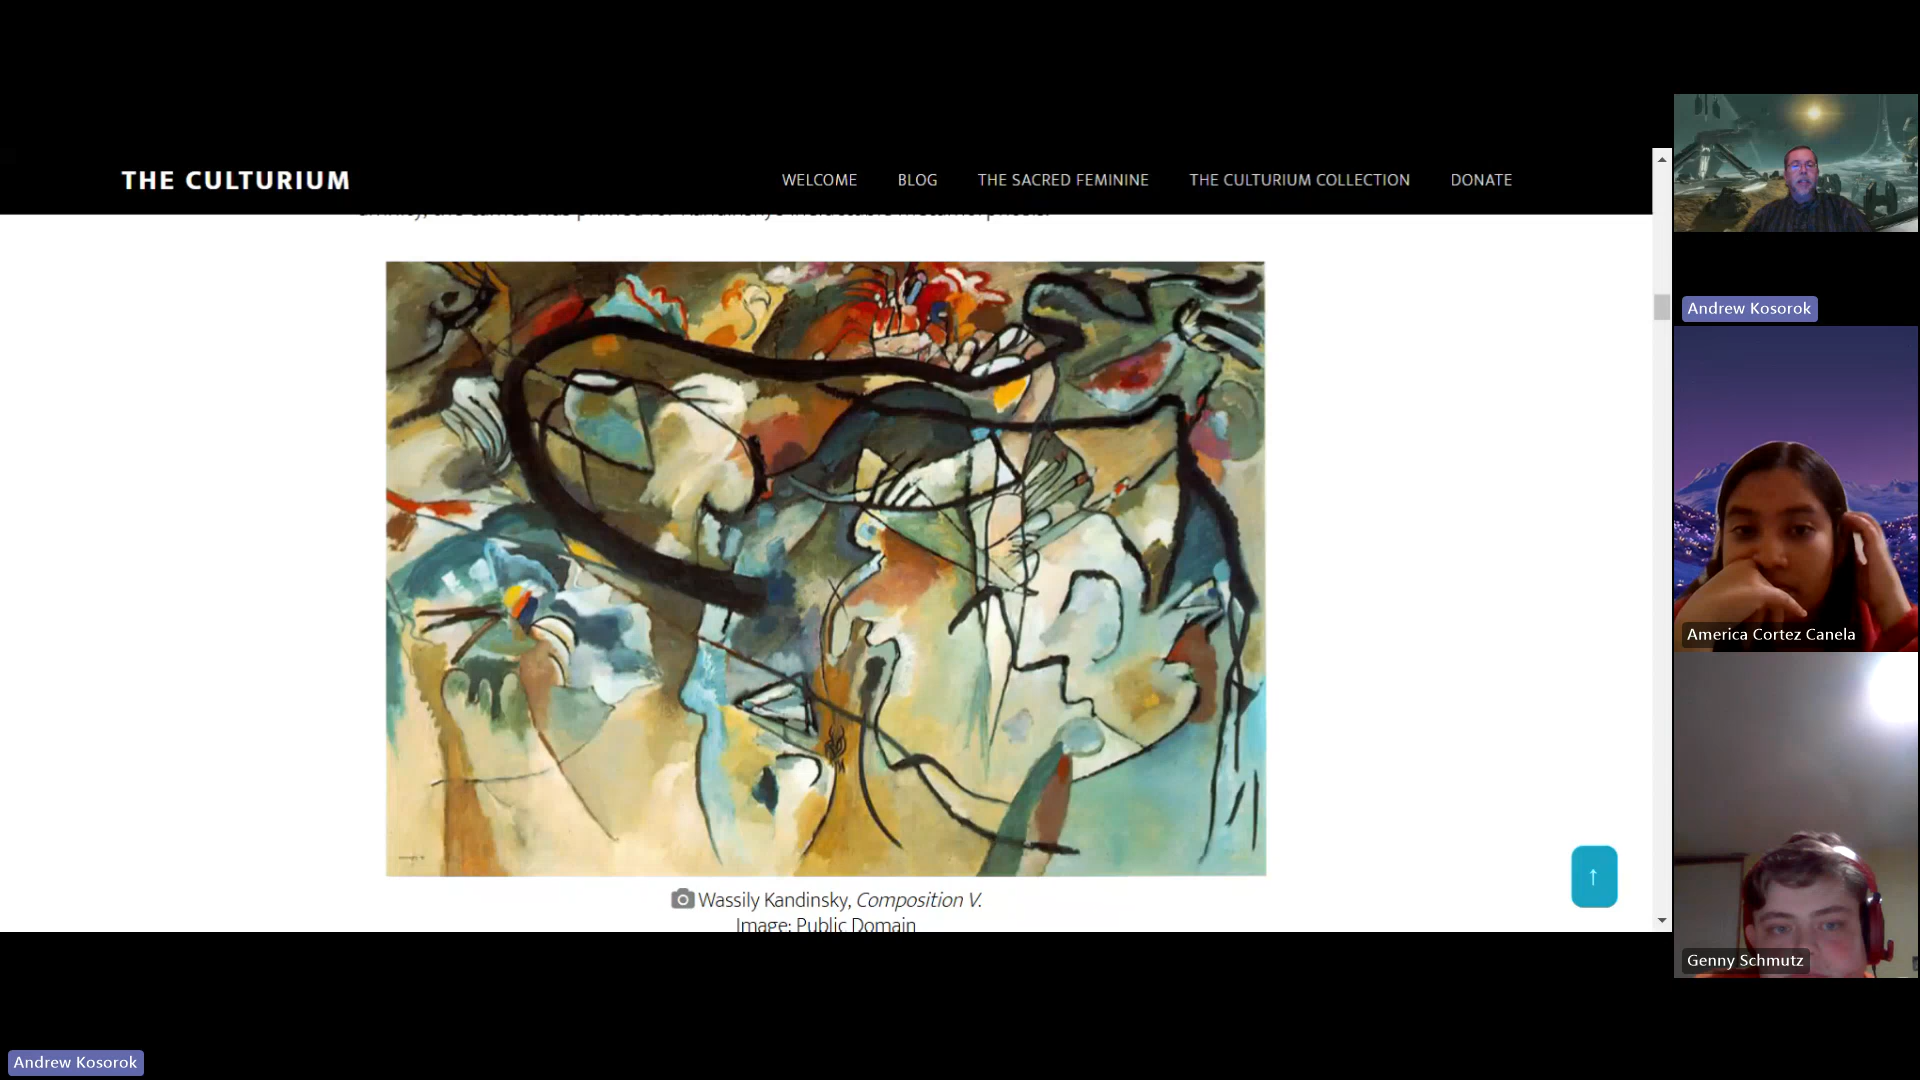 THE CULTURIUM
WELCOME BLOG THE SACRED FEMININE THE CULTURIUM COLLECTION DONATE
Wassily Kandinsky, Composition V.
Image: Public Domain
↑
Andrew Kosorok
America Cortez Canela
Genny Schmutz
Andrew Kosorok